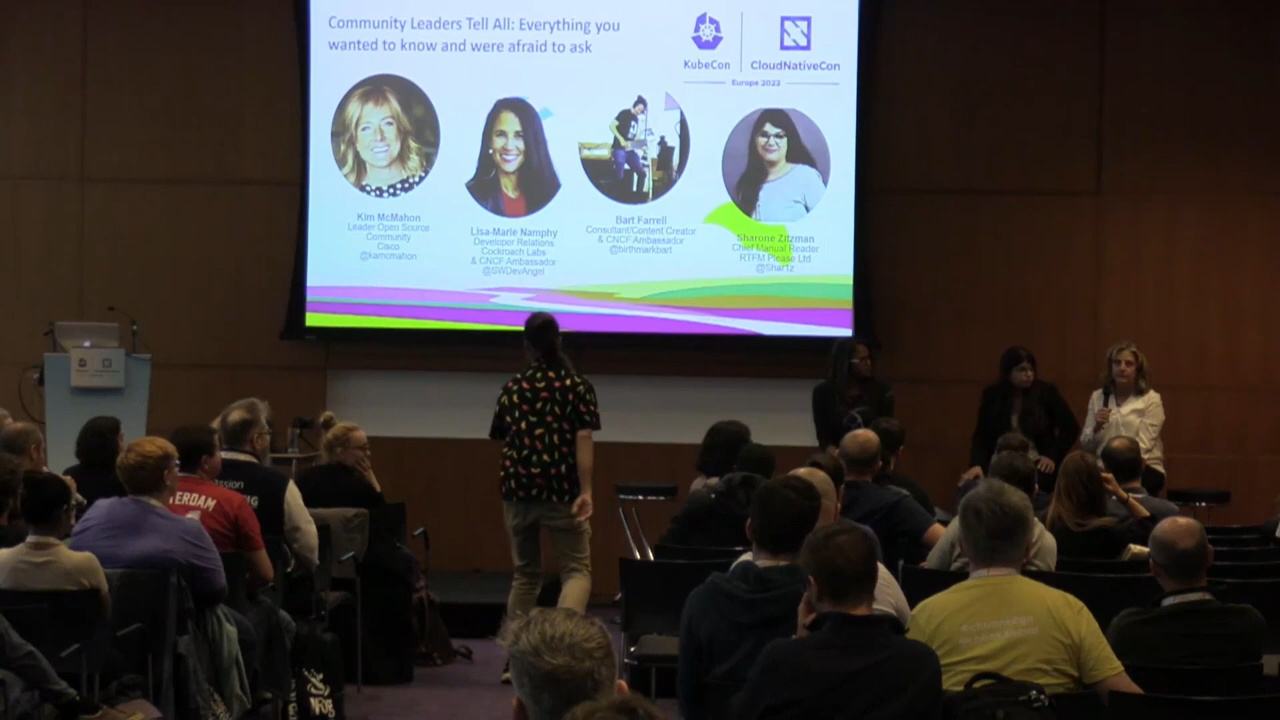 Community Leaders Tell All: Everything you
wanted to know and were afraid to ask
KubeCon
CloudNativeCon
Europe 2023
Kim McMahon
Leader Open Source
Community
Cisco
@kamcmahon
Lisa-Marie Namphy
Developer Relations
Cockroach Labs
& CNCF Ambassador
@SWDevAngel
Bart Farrell
Consultant/Content Creator
& CNCF Ambassador
@birthmarkbart
Sharone Zitzman
Chief Manual Reader
RTFM Please Ltd
@shar1z
TERDAM